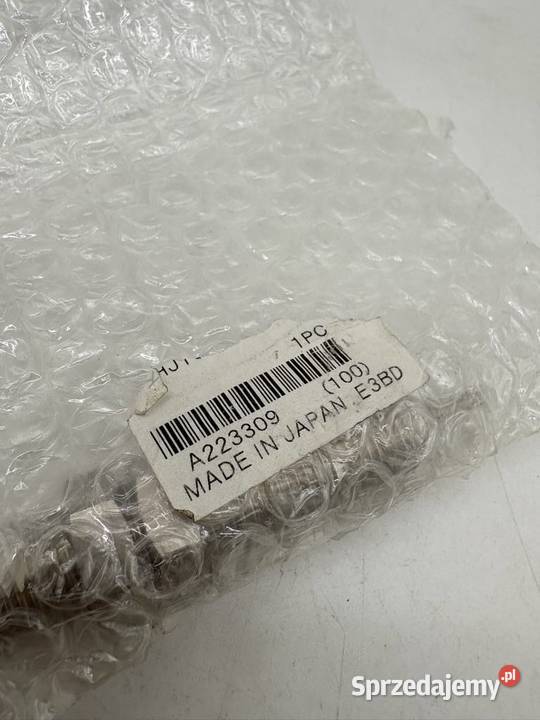 1PC
A223309 (100)
MADE IN JAPAN E3BD
Sprzedajemy.pl